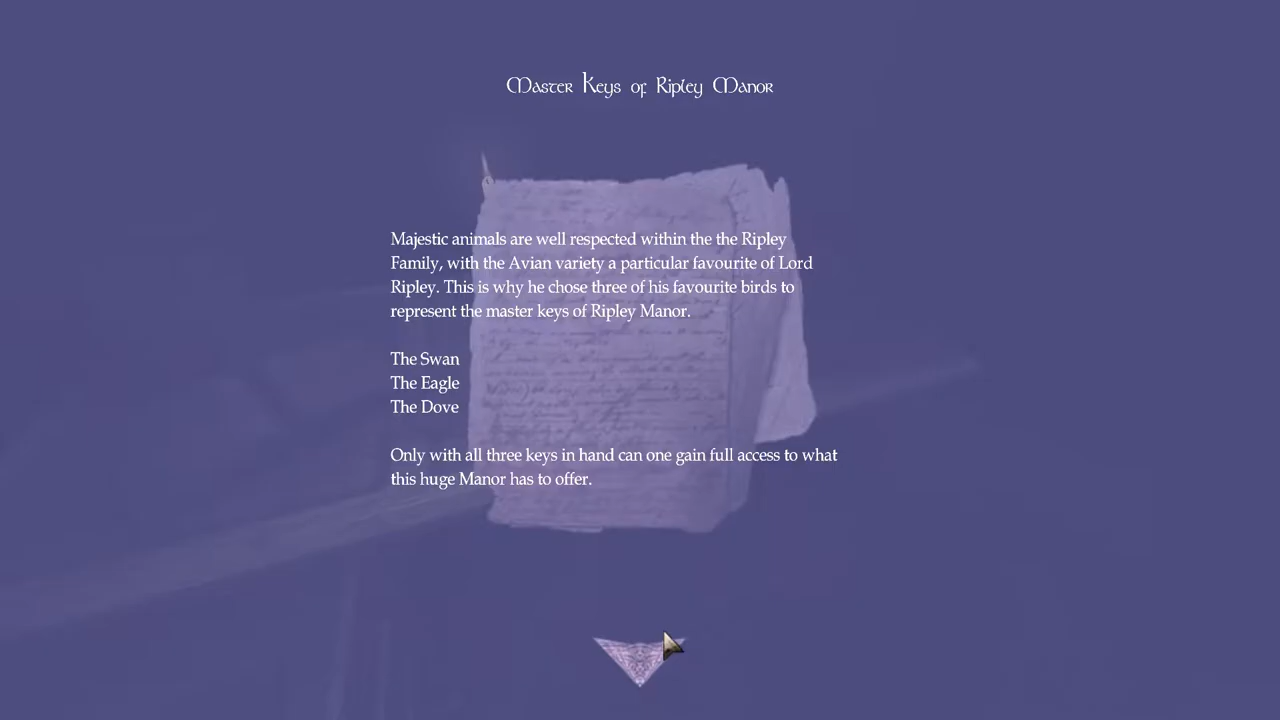 Master Keys of Ripley Manor
Majestic animals are well respected within the the Ripley
Family, with the Avian variety a particular favourite of Lord
Ripley. This is why he chose three of his favourite birds to
represent the master keys of Ripley Manor.
The Swan
The Eagle
The Dove
Only with all three keys in hand can one gain full access to what
this huge Manor has to offer.